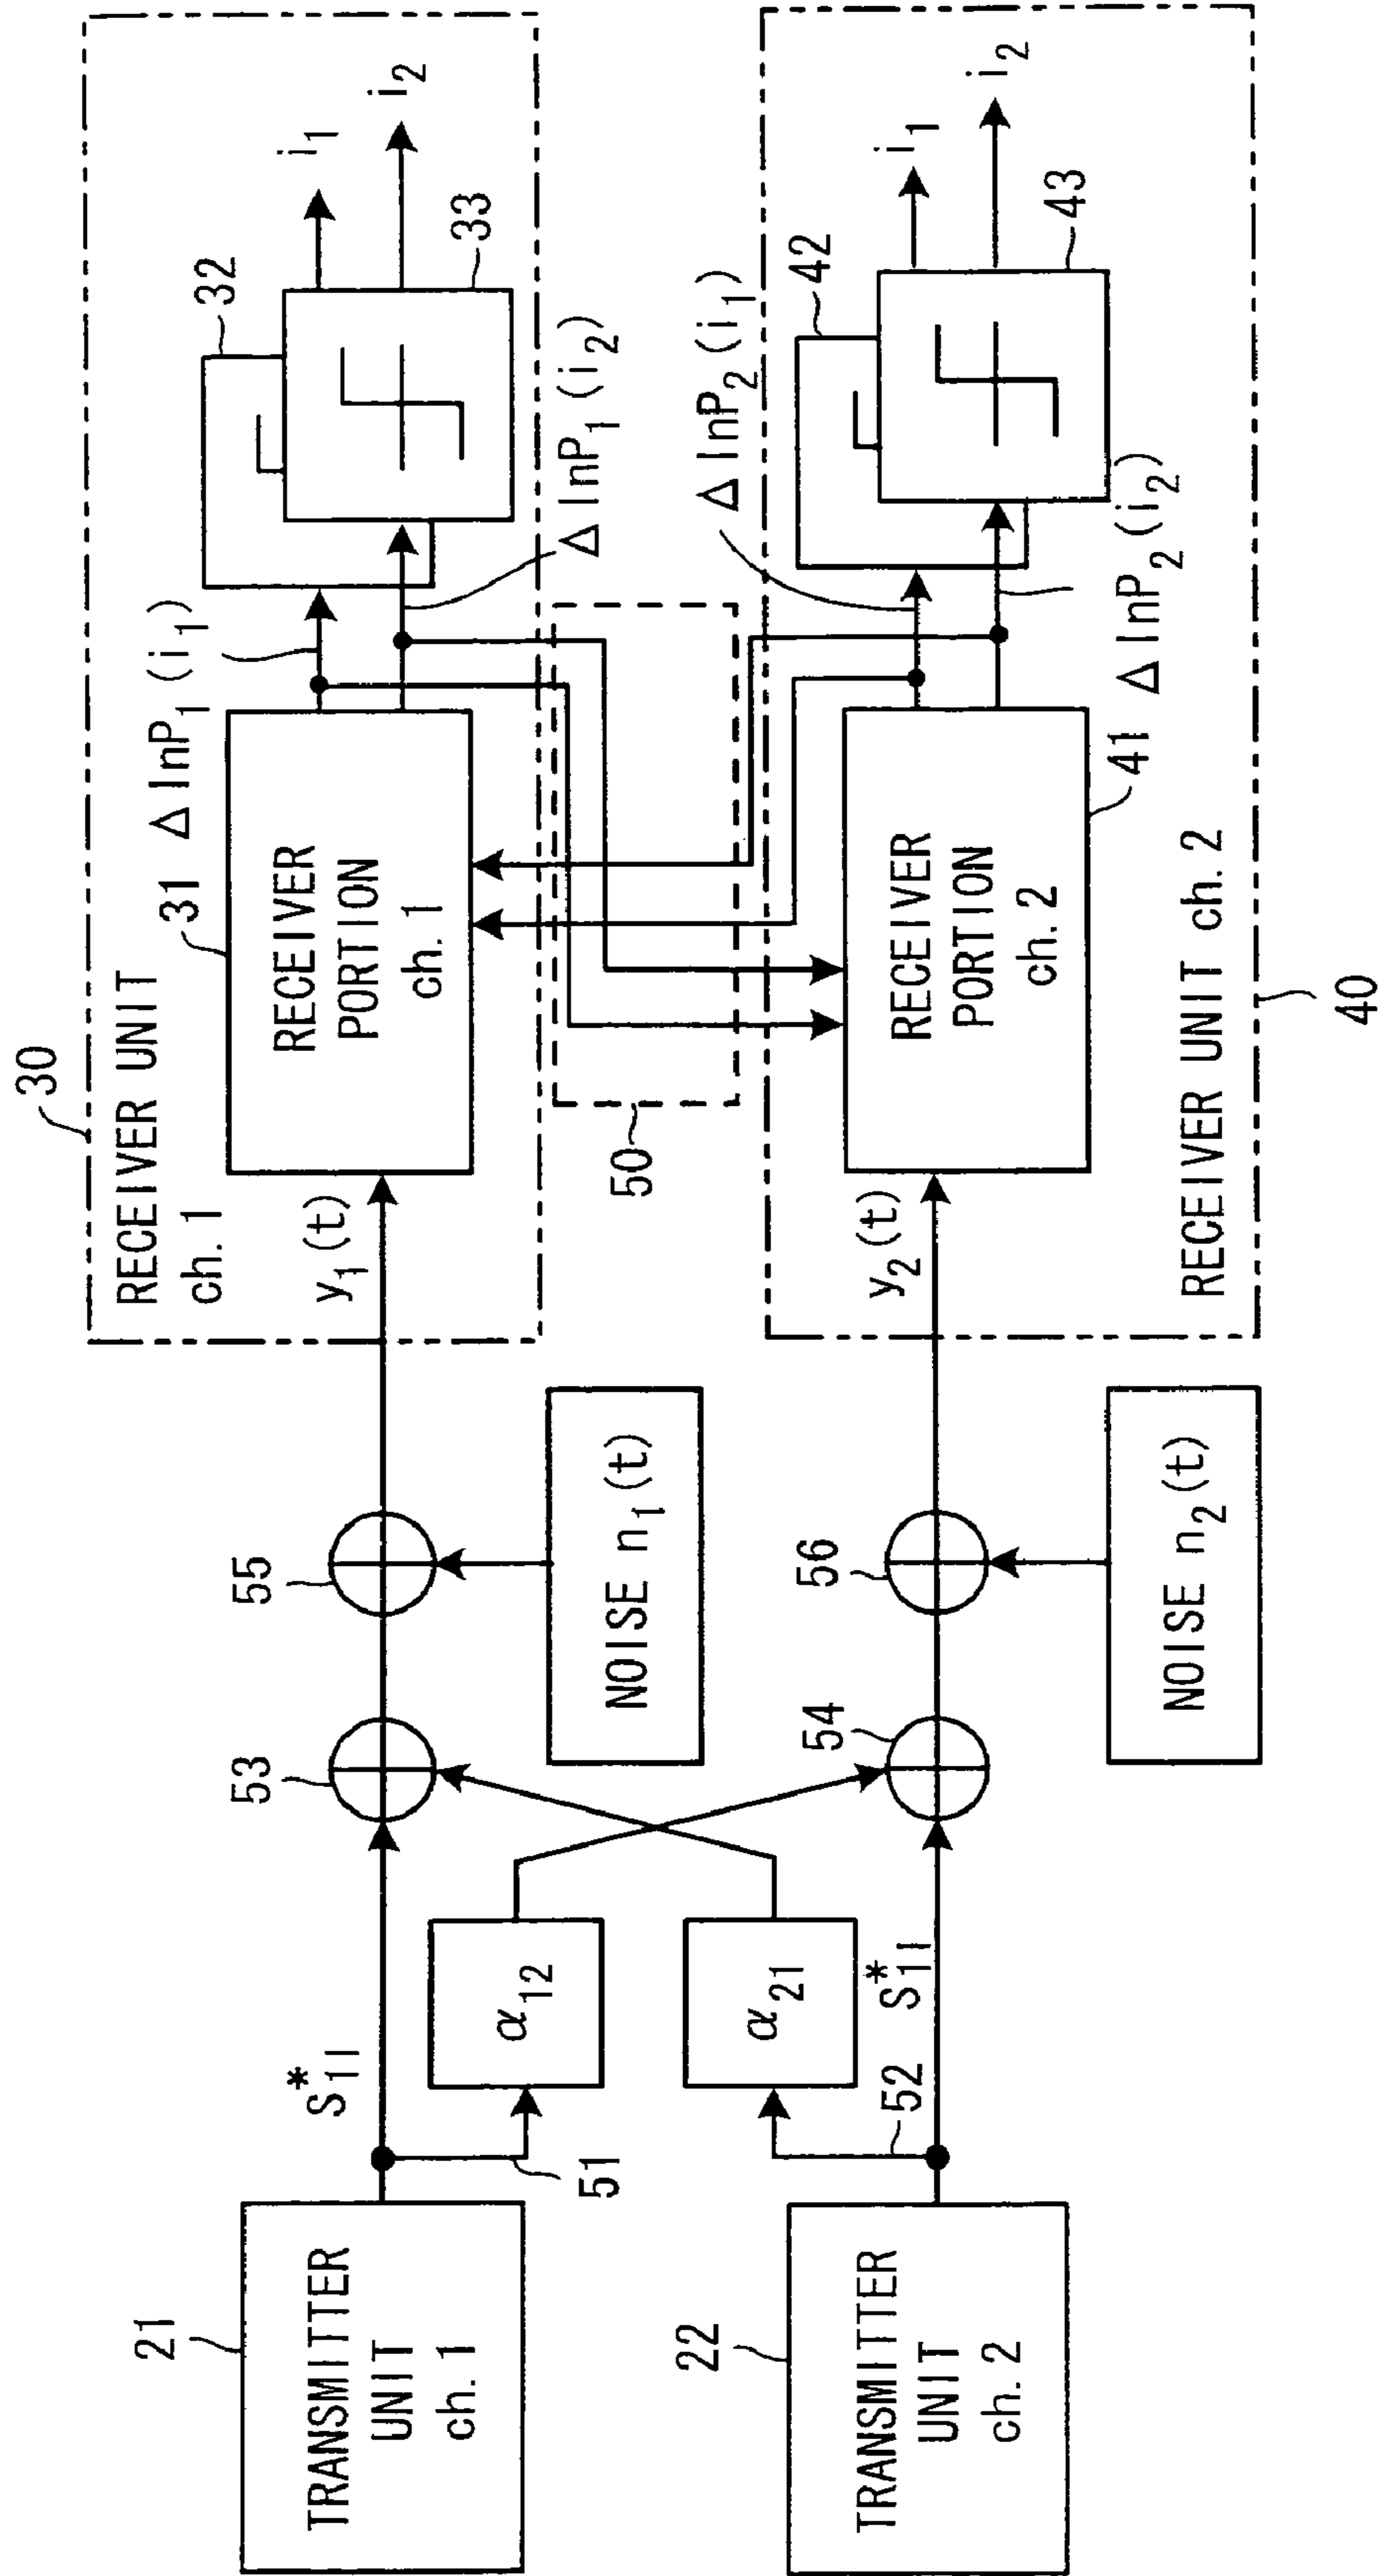 30
RECEIVER UNIT
ch. 1
31
Δ lnP₁ (i₁)
32
i₁
i₂
33
Δ lnP₁ (i₂)
RECEIVER
PORTION
ch. 1
y₁(t)
50
Δ lnP₂ (i₁)
42
i₁
i₂
43
Δ lnP₂ (i₂)
RECEIVER
PORTION
ch. 2
41
y₂(t)
RECEIVER UNIT ch. 2
40
55
NOISE n₁(t)
56
NOISE n₂(t)
53
54
S*₁I
α₁₂
51
α₂₁
52
S*₁I
21
TRANSMITTER
UNIT
ch. 1
22
TRANSMITTER
UNIT
ch. 2